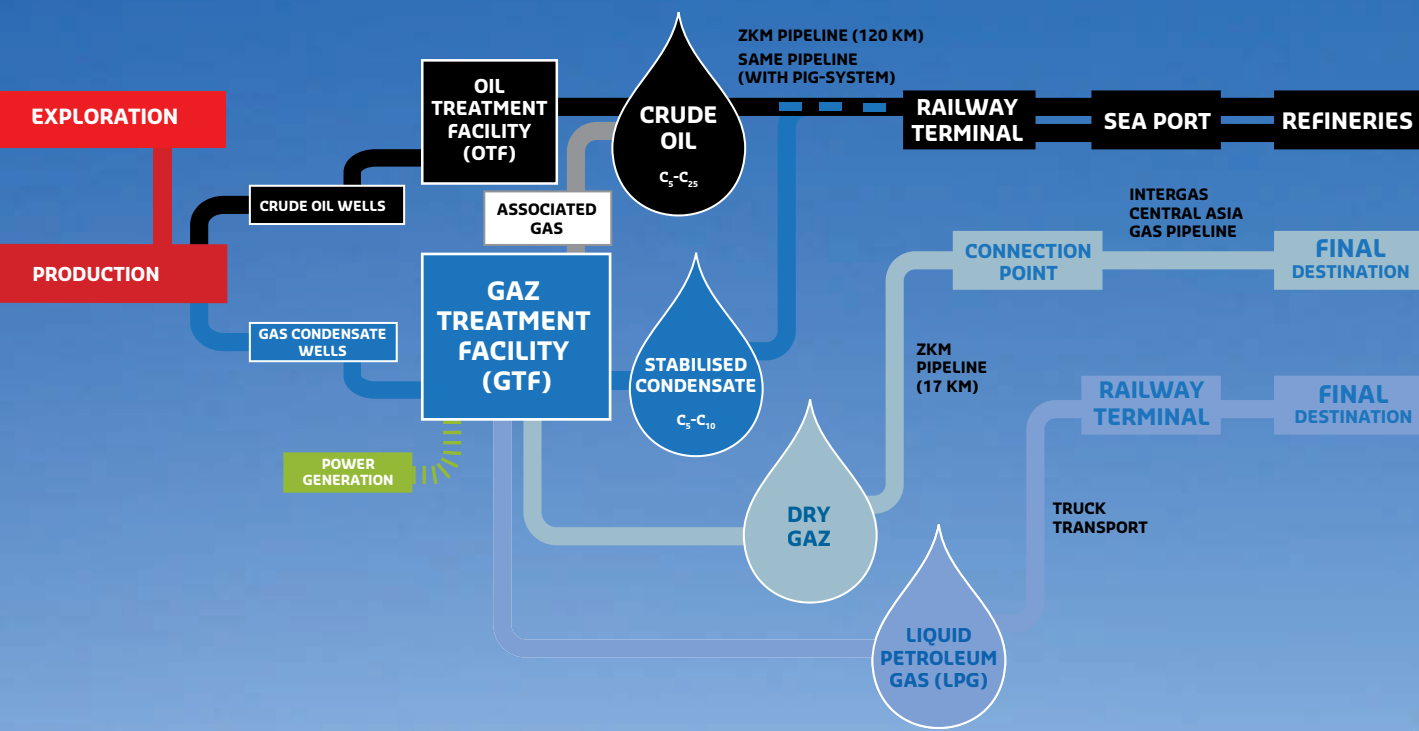 EXPLORATION
PRODUCTION
CRUDE OIL WELLS
GAS CONDENSATE
WELLS
OIL
TREATMENT
FACILITY
(OTF)
ASSOCIATED
GAS
GAZ
TREATMENT
FACILITY
(GTF)
POWER
GENERATION
CRUDE
OIL
C₅-C₂₅
STABILISED
CONDENSATE
C₅-C₁₀
ZKM PIPELINE (120 KM)
SAME PIPELINE
(WITH PIG-SYSTEM)
RAILWAY
TERMINAL
SEA PORT
REFINERIES
INTERGAS
CENTRAL ASIA
GAS PIPELINE
CONNECTION
POINT
FINAL
DESTINATION
ZKM
PIPELINE
(17 KM)
DRY
GAZ
RAILWAY
TERMINAL
FINAL
DESTINATION
TRUCK
TRANSPORT
LIQUID
PETROLEUM
GAS (LPG)